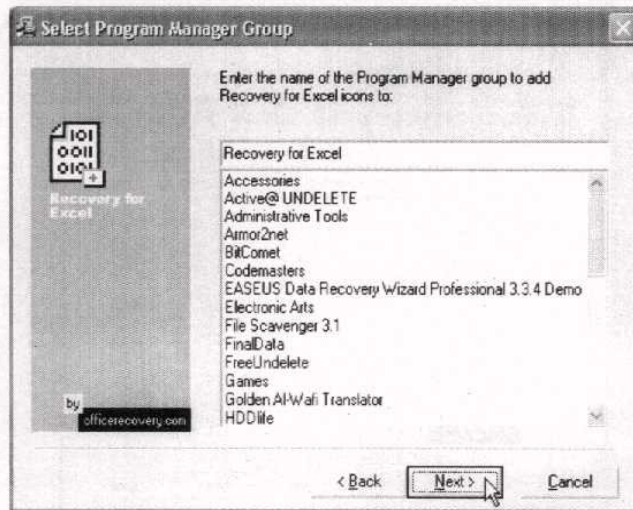 Select Program Manager Group
Enter the name of the Program Manager group to add
Recovery for Excel icons to:
101
0011
0101
Recovery for
Excel
Recovery for Excel
Accessories
Active@ UNDELETE
Administrative Tools
Armor2net
BitComet
Codemasters
EASEUS Data Recovery Wizard Professional 3.3.4 Demo
Electronic Arts
File Scavenger 3.1
FinalData
FreeUndelete
Games
Golden Al-Wafi Translator
HDDlife
by
officerecovery.com
< Back
Next >
Cancel